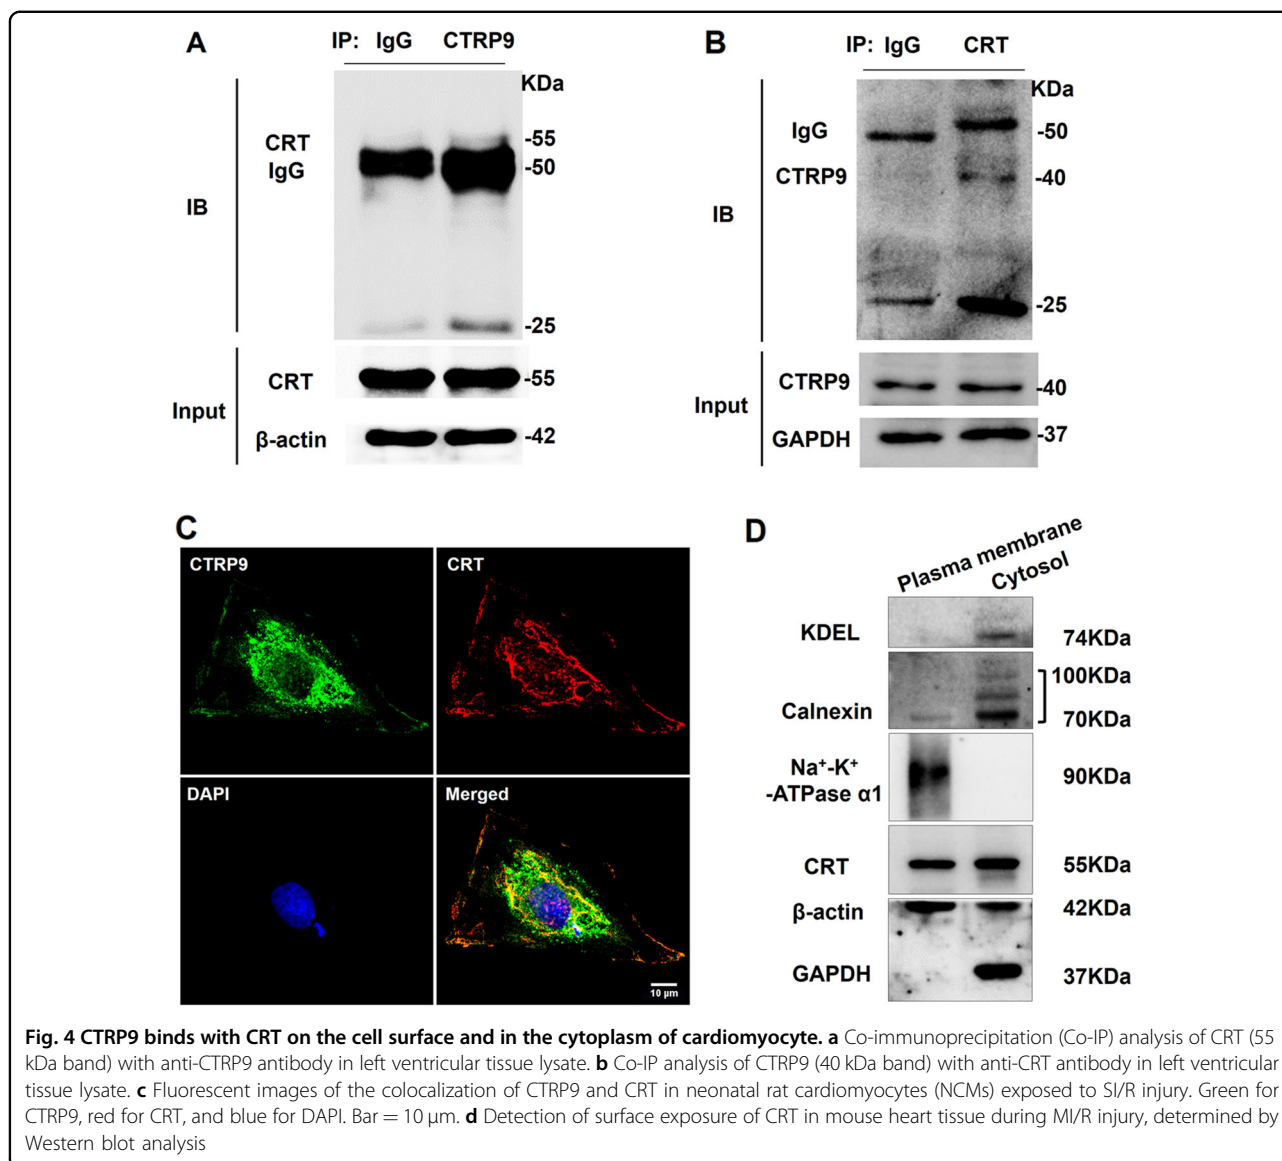 A
IP: IgG CTRP9
KDa
CRT
IgG
-55
-50
IB
-25
CRT
-55
Input
β-actin
-42
B
IP: IgG CRT
KDa
IgG
-50
CTRP9
-40
IB
-25
CTRP9
-40
Input
GAPDH
-37
C
CTRP9
CRT
DAPI
Merged
10 µm
D
Plasma membrane
Cytosol
KDEL
74KDa
100KDa
Calnexin
70KDa
Na⁺-K⁺
-ATPase α1
90KDa
CRT
55KDa
β-actin
42KDa
GAPDH
37KDa
Fig. 4 CTRP9 binds with CRT on the cell surface and in the cytoplasm of cardiomyocyte. a Co-immunoprecipitation (Co-IP) analysis of CRT (55
kDa band) with anti-CTRP9 antibody in left ventricular tissue lysate. b Co-IP analysis of CTRP9 (40 kDa band) with anti-CRT antibody in left ventricular
tissue lysate. c Fluorescent images of the colocalization of CTRP9 and CRT in neonatal rat cardiomyocytes (NCMs) exposed to SI/R injury. Green for
CTRP9, red for CRT, and blue for DAPI. Bar = 10 µm. d Detection of surface exposure of CRT in mouse heart tissue during MI/R injury, determined by
Western blot analysis